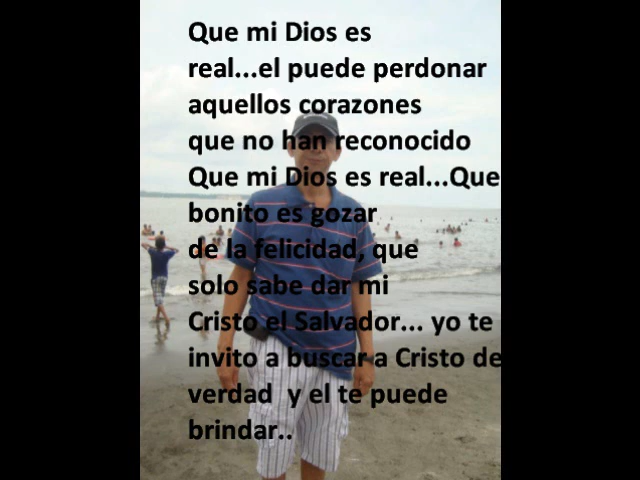 Que mi Dios es
real...el puede perdonar
aquellos corazones
que no han reconocido
Que mi Dios es real...Que
bonito es gozar
de la felicidad, que
solo sabe dar mi
Cristo el Salvador... yo te
invito a buscar a Cristo de
verdad y el te puede
brindar..